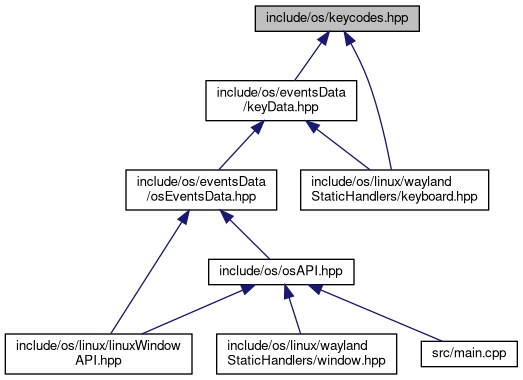 include/os/keycodes.hpp
include/os/eventsData
/keyData.hpp
include/os/eventsData
/osEventsData.hpp
include/os/linux/wayland
StaticHandlers/keyboard.hpp
include/os/osAPI.hpp
include/os/linux/linuxWindow
API.hpp
include/os/linux/wayland
StaticHandlers/window.hpp
src/main.cpp